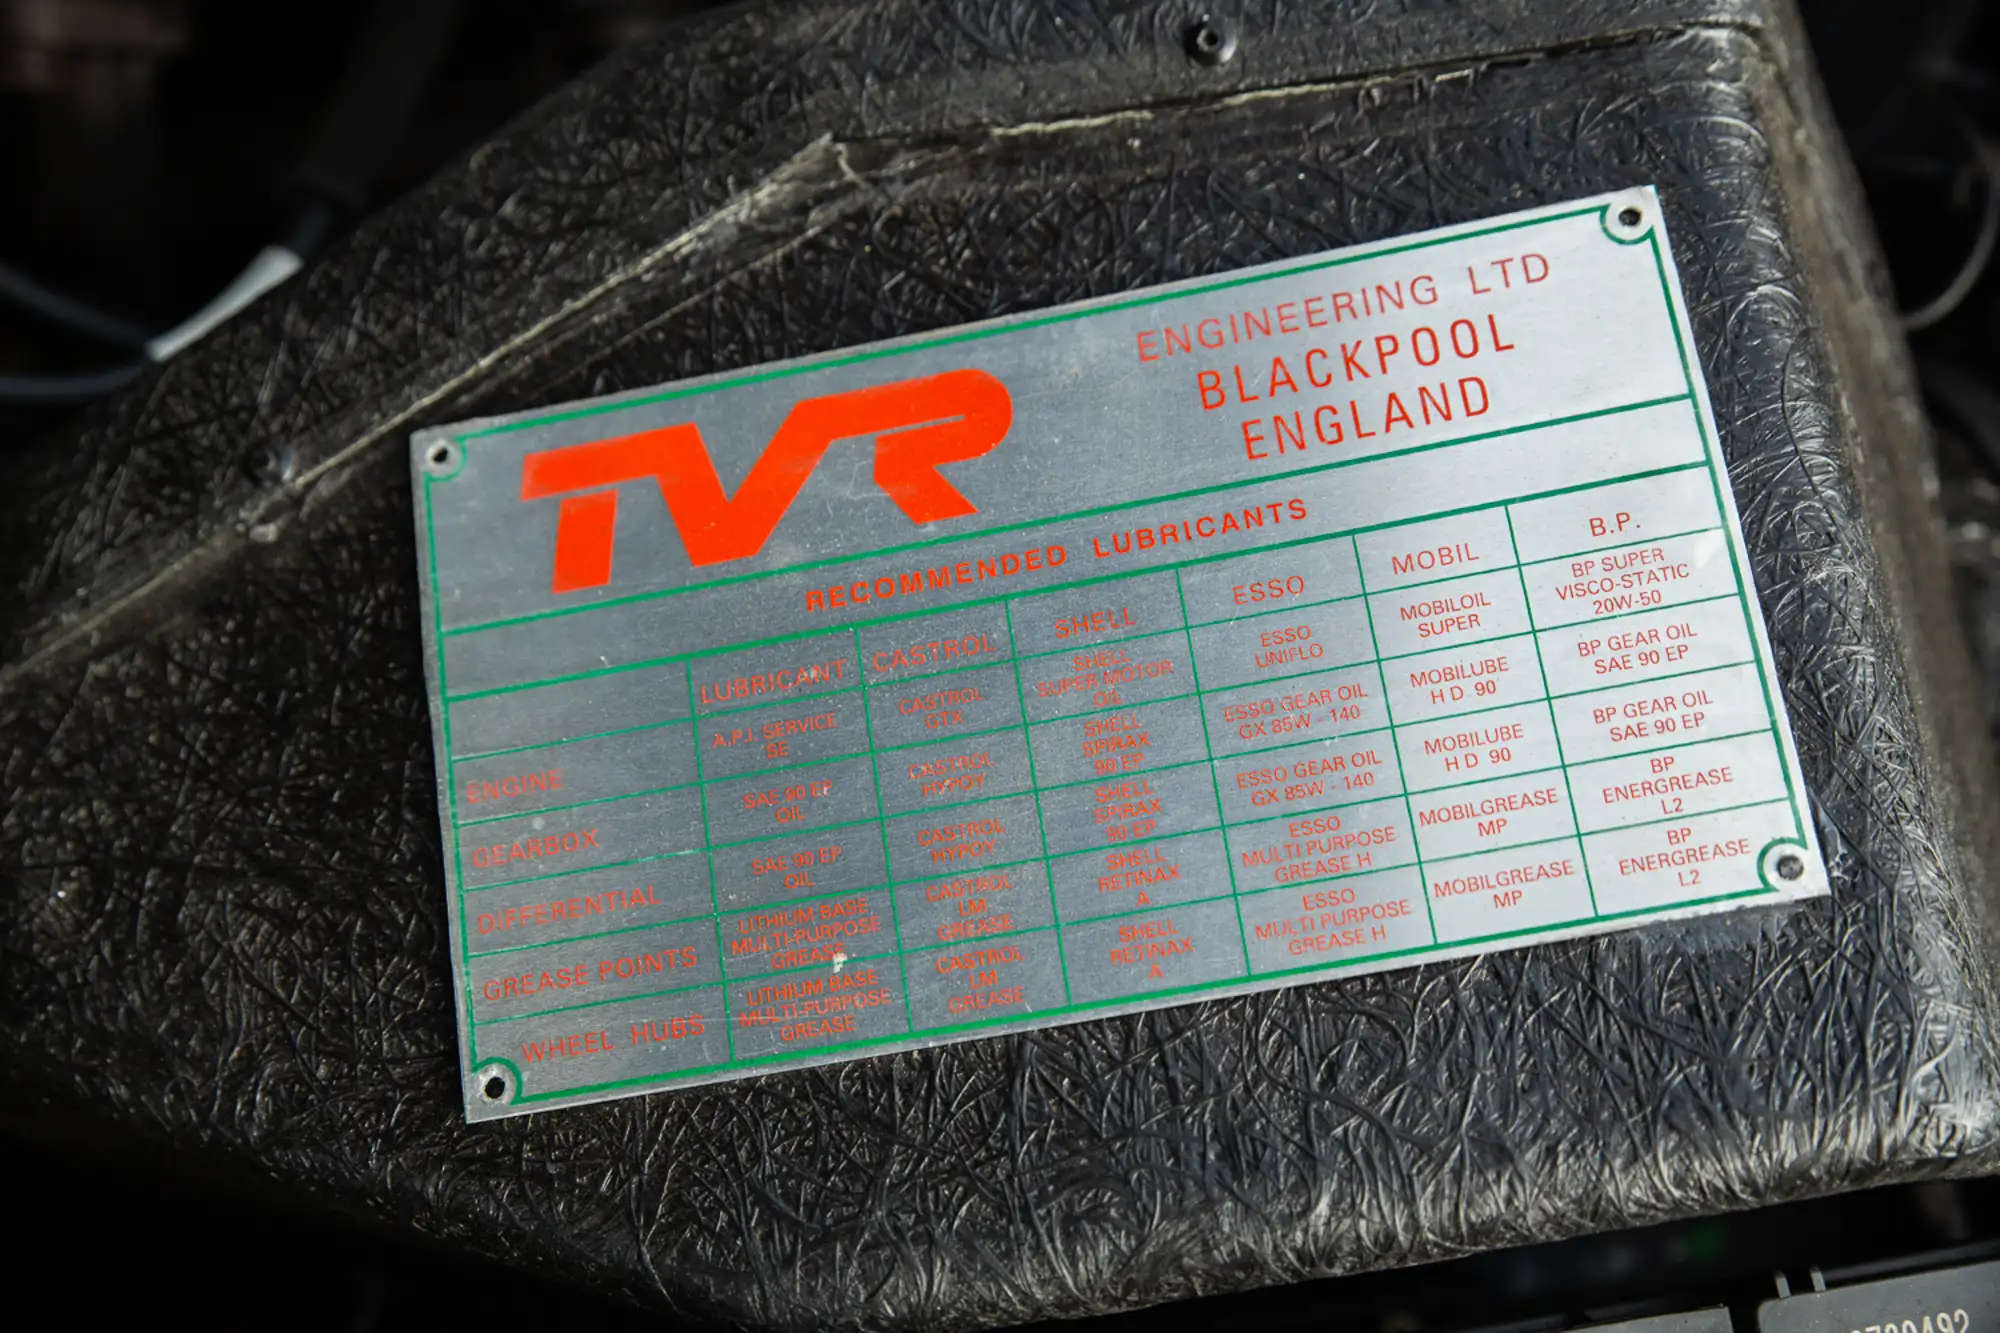 TVR
ENGINEERING LTD
BLACKPOOL
ENGLAND
RECOMMENDED LUBRICANTS
LUBRICANT CASTROL SHELL ESSO MOBIL B.P.
ENGINE
A.P.I. SERVICE
SE
CASTROL
GTX
SHELL
SUPER MOTOR
OIL
ESSO
UNIFLO
MOBILOIL
SUPER
BP SUPER
VISCO-STATIC
20W-50
GEARBOX
SAE 90 EP
OIL
CASTROL
HYPOY
SHELL
SPIRAX
90 EP
ESSO GEAR OIL
GX 85W - 140
MOBILUBE
H D 90
BP GEAR OIL
SAE 90 EP
DIFFERENTIAL
SAE 90 EP
OIL
CASTROL
HYPOY
SHELL
SPIRAX
90 EP
ESSO GEAR OIL
GX 85W - 140
MOBILUBE
H D 90
BP GEAR OIL
SAE 90 EP
GREASE POINTS
LITHIUM BASE
MULTI-PURPOSE
GREASE
CASTROL
LM
GREASE
SHELL
RETINAX
A
ESSO
MULTI PURPOSE
GREASE H
MOBILGREASE
MP
BP
ENERGREASE
L2
WHEEL HUBS
LITHIUM BASE
MULTI-PURPOSE
GREASE
CASTROL
LM
GREASE
SHELL
RETINAX
A
ESSO
MULTI PURPOSE
GREASE H
MOBILGREASE
MP
BP
ENERGREASE
L2